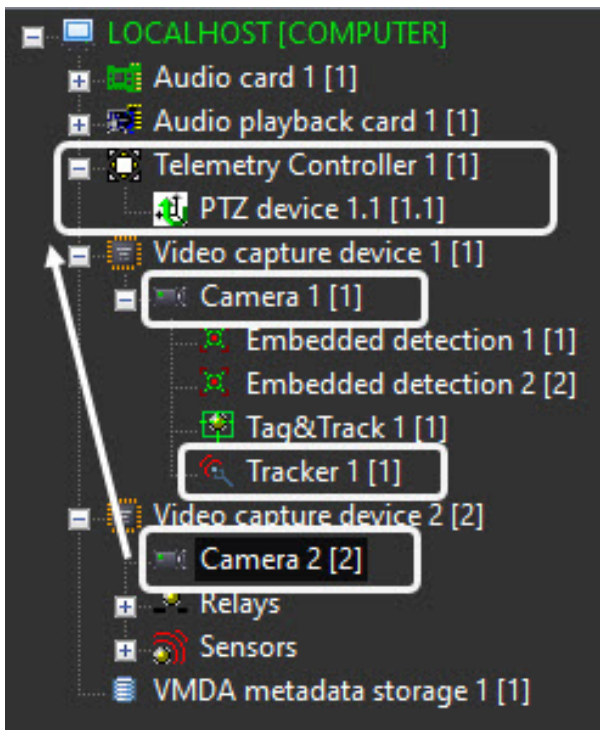 LOCALHOST [COMPUTER]
Audio card 1 [1]
Audio playback card 1 [1]
Telemetry Controller 1 [1]
PTZ device 1.1 [1.1]
Video capture device 1 [1]
Camera 1 [1]
Embedded detection 1 [1]
Embedded detection 2 [2]
Tag&Track 1 [1]
Tracker 1 [1]
Video capture device 2 [2]
Camera 2 [2]
Relays
Sensors
VMDA metadata storage 1 [1]